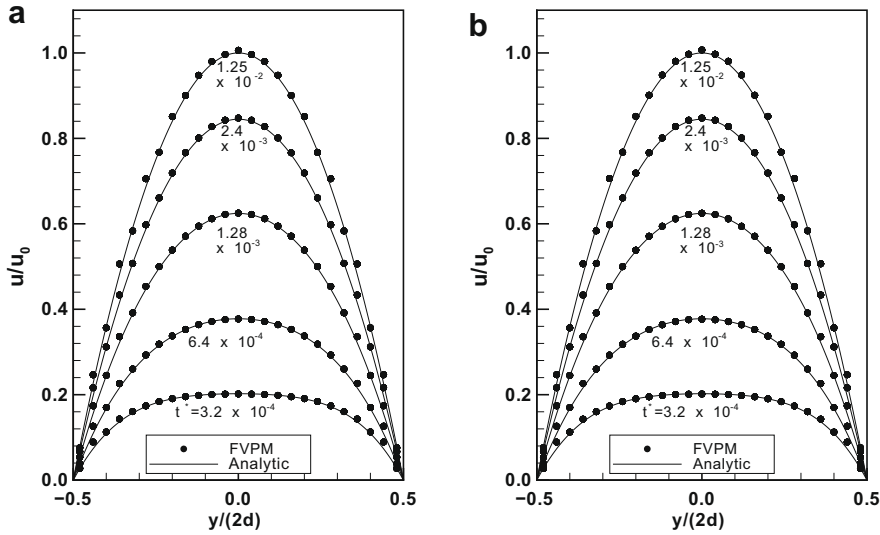 a
u/u0
1.0
0.8
0.6
0.4
0.2
0.0
1.25
x 10-2
2.4
x 10-3
1.28
x 10-3
6.4 x 10-4
t*=3.2 x 10-4
FVPM
Analytic
−0.5
0.0
0.5
y/(2d)
b
u/u0
1.0
0.8
0.6
0.4
0.2
0.0
1.25
x 10-2
2.4
x 10-3
1.28
x 10-3
6.4 x 10-4
t*=3.2 x 10-4
FVPM
Analytic
−0.5
0.0
0.5
y/(2d)